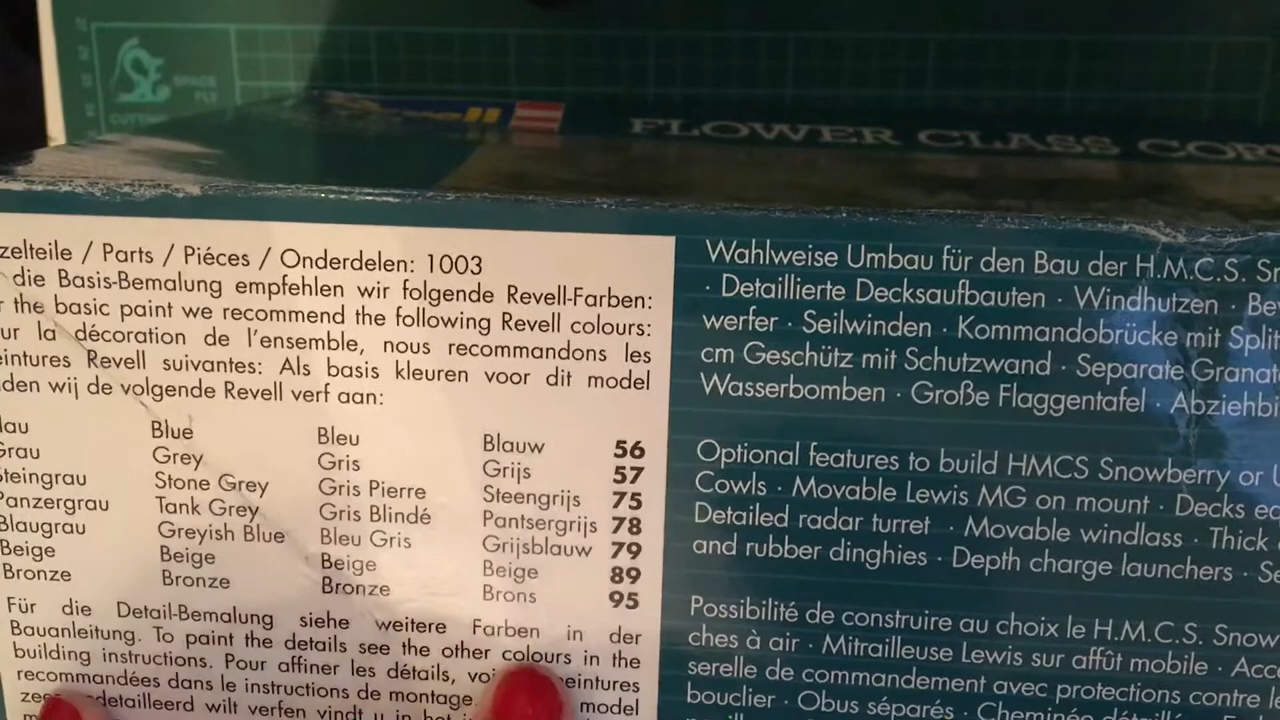 FLOWER CLASS
zelteile / Parts / Piéces / Onderdelen: 1003
die Basis-Bemalung empfehlen wir folgende Revell-Farben:
the basic paint we recommend the following Revell colours:
ur la décoration de l'ensemble, nous recommandons les
eintures Revell suivantes: Als basis kleuren voor dit model
den wij de volgende Revell verf aan:
lau Blue Bleu Blauw 56
Grau Grey Gris Grijs 57
Steingrau Stone Grey Gris Pierre Steengrijs 75
Panzergrau Tank Grey Gris Blindé Pantsergrijs 78
Blaugrau Greyish Blue Bleu Gris Grijsblauw 79
Beige Beige Beige Beige 89
Bronze Bronze Bronze Brons 95
Für die Detail-Bemalung siehe weitere Farben in der
Bauanleitung. To paint the details see the other colours in the
building instructions. Pour affiner les détails, voi eintures
recommandées dans le instructions de montage. model
zee detailleerd wilt verfen vindt u in het
Wahlweise Umbau für den Bau der H.M.C.S. Sn
· Detaillierte Decksaufbauten · Windhutzen · Be
werfer · Seilwinden · Kommandobrücke mit Split
cm Geschütz mit Schutzwand · Separate Granat
Wasserbomben · Große Flaggentafel · Abziehbi
Optional features to build HMCS Snowberry or U
Cowls · Movable Lewis MG on mount · Decks eq
Detailed radar turret · Movable windlass · Thick
and rubber dinghies · Depth charge launchers · Se
Possibilité de construire au choix le H.M.C.S. Snow
ches à air · Mitrailleuse Lewis sur affût mobile · Acc
serelle de commandement avec protections contre l
bouclier · Obus séparés · Cheminée